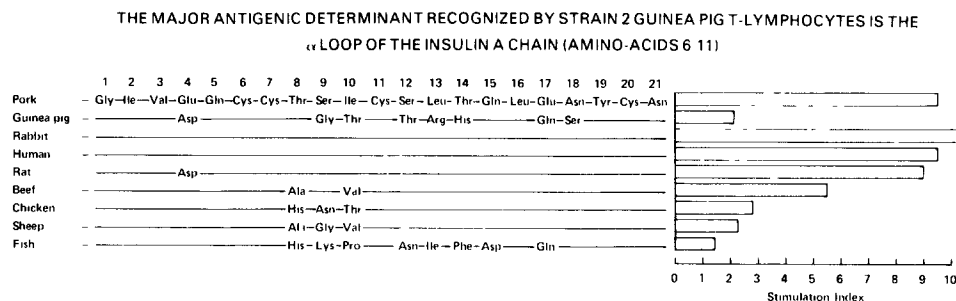 THE MAJOR ANTIGENIC DETERMINANT RECOGNIZED BY STRAIN 2 GUINEA PIG T-LYMPHOCYTES IS THE
α LOOP OF THE INSULIN A CHAIN (AMINO-ACIDS 6 11)
1 2 3 4 5 6 7 8 9 10 11 12 13 14 15 16 17 18 19 20 21
Pork – Gly–Ile–Val–Glu–Gln–Cys–Cys–Thr–Ser–Ile–Cys–Ser–Leu–Thr–Gln–Leu–Glu–Asn–Tyr–Cys–Asn
Guinea pig Asp Gly–Thr Thr–Arg–His Gln–Ser
Rabbit
Human
Rat Asp
Beef Ala Val
Chicken His–Asn–Thr
Sheep Ala–Gly–Val
Fish His–Lys–Pro Asn–Ile–Phe–Asp Gln
0 1 2 3 4 5 6 7 8 9 10
Stimulation Index